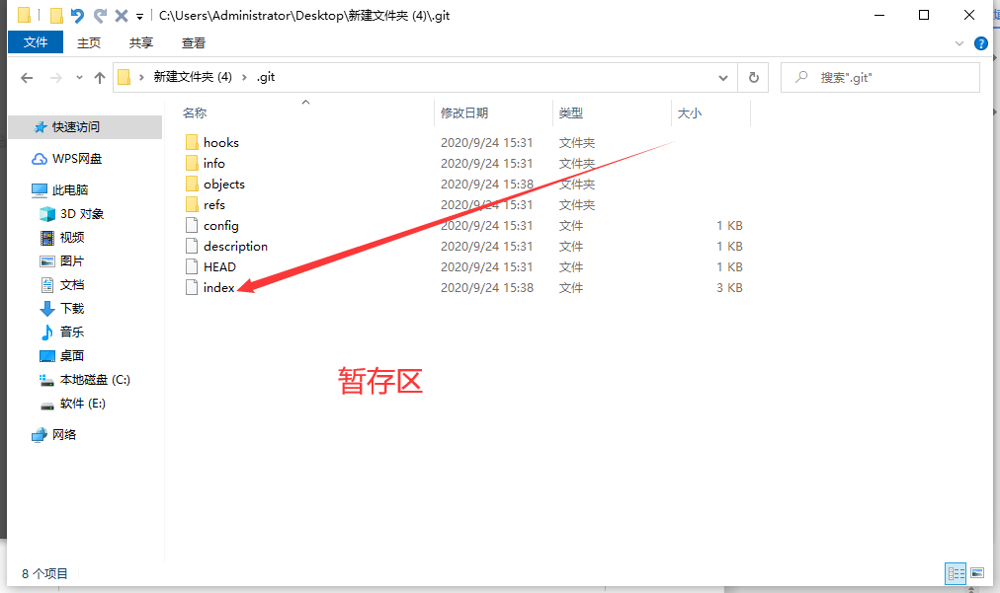 C:\Users\Administrator\Desktop\新建文件夹 (4)\.git
文件 主页 共享 查看
新建文件夹 (4) › .git
搜索".git"
名称 修改日期 类型 大小
快速访问
WPS网盘
此电脑
3D 对象
视频
图片
文档
下载
音乐
桌面
本地磁盘 (C:)
软件 (E:)
网络
hooks 2020/9/24 15:31 文件夹
info 2020/9/24 15:31 文件夹
objects 2020/9/24 15:38 文件夹
refs 2020/9/24 15:31 文件夹
config 2020/9/24 15:31 文件 1 KB
description 2020/9/24 15:31 文件 1 KB
HEAD 2020/9/24 15:31 文件 1 KB
index 2020/9/24 15:38 文件 3 KB
暂存区
8 个项目